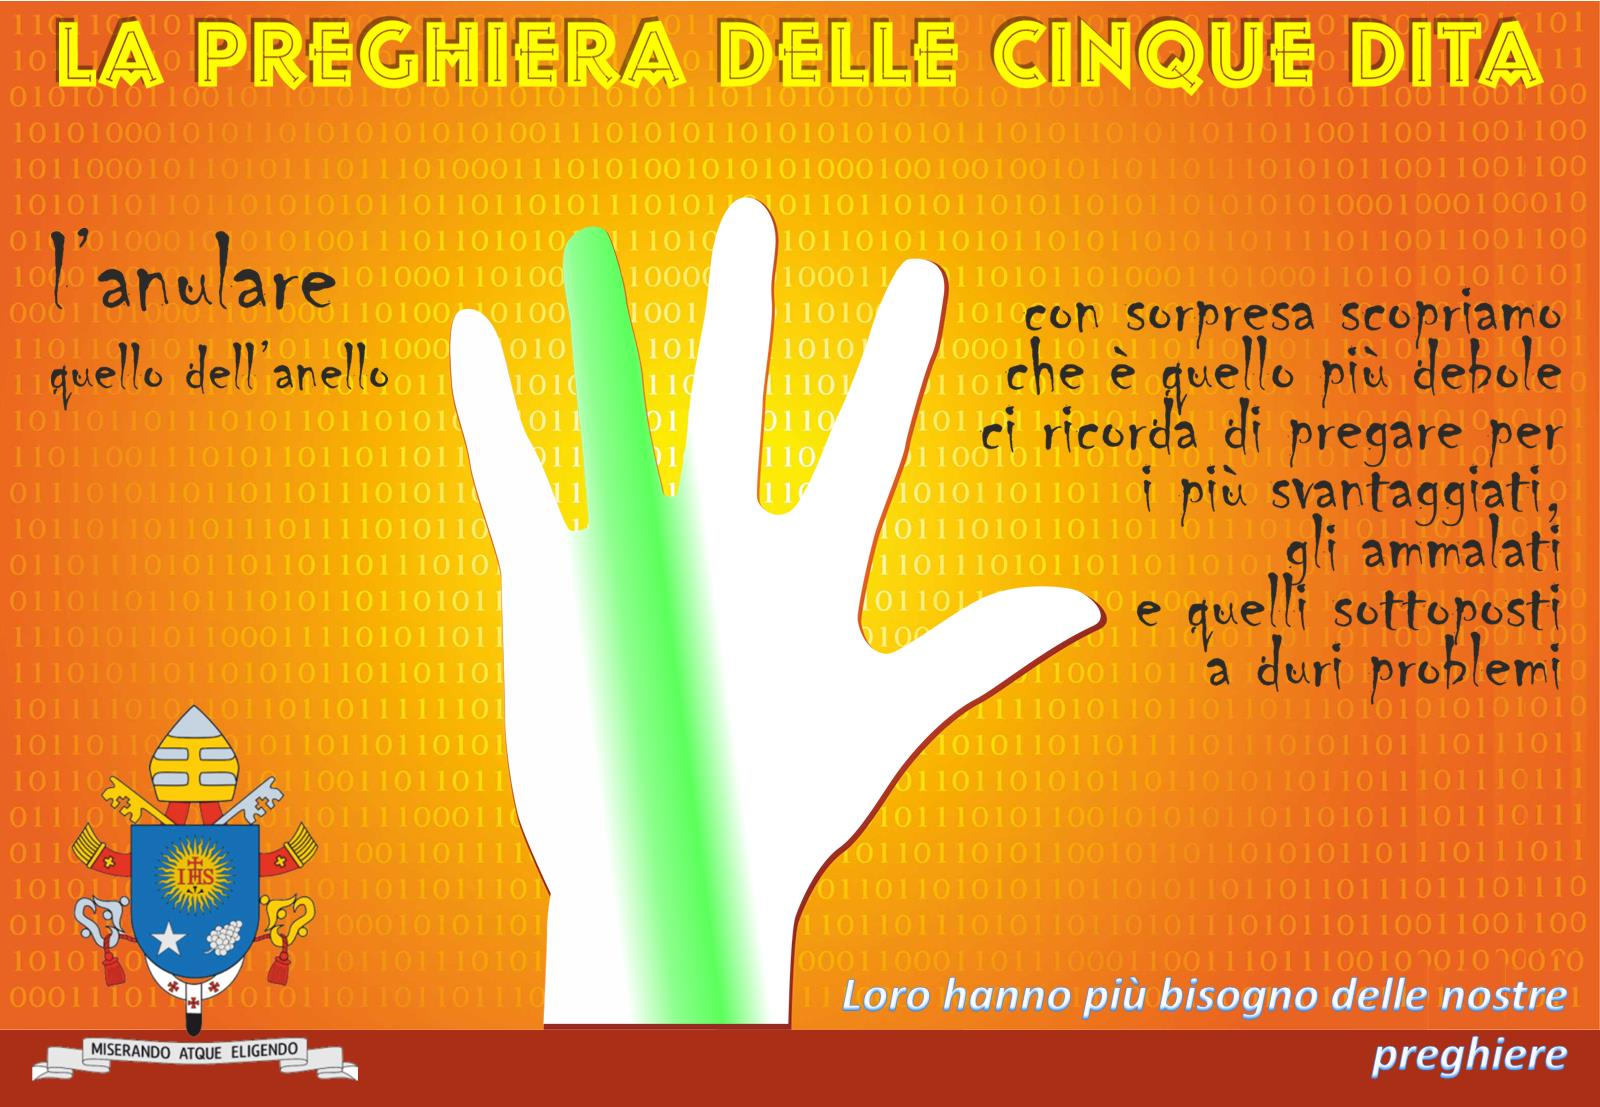 LA PREGHIERA DELLE CINQUE DITA
l'anulare
quello dell'anello
con sorpresa scopriamo
che è quello più debole
ci ricorda di pregare per
i più svantaggiati,
gli ammalati
e quelli sottoposti
a duri problemi
IHS
MISERANDO ATQUE ELIGENDO
Loro hanno più bisogno delle nostre
preghiere